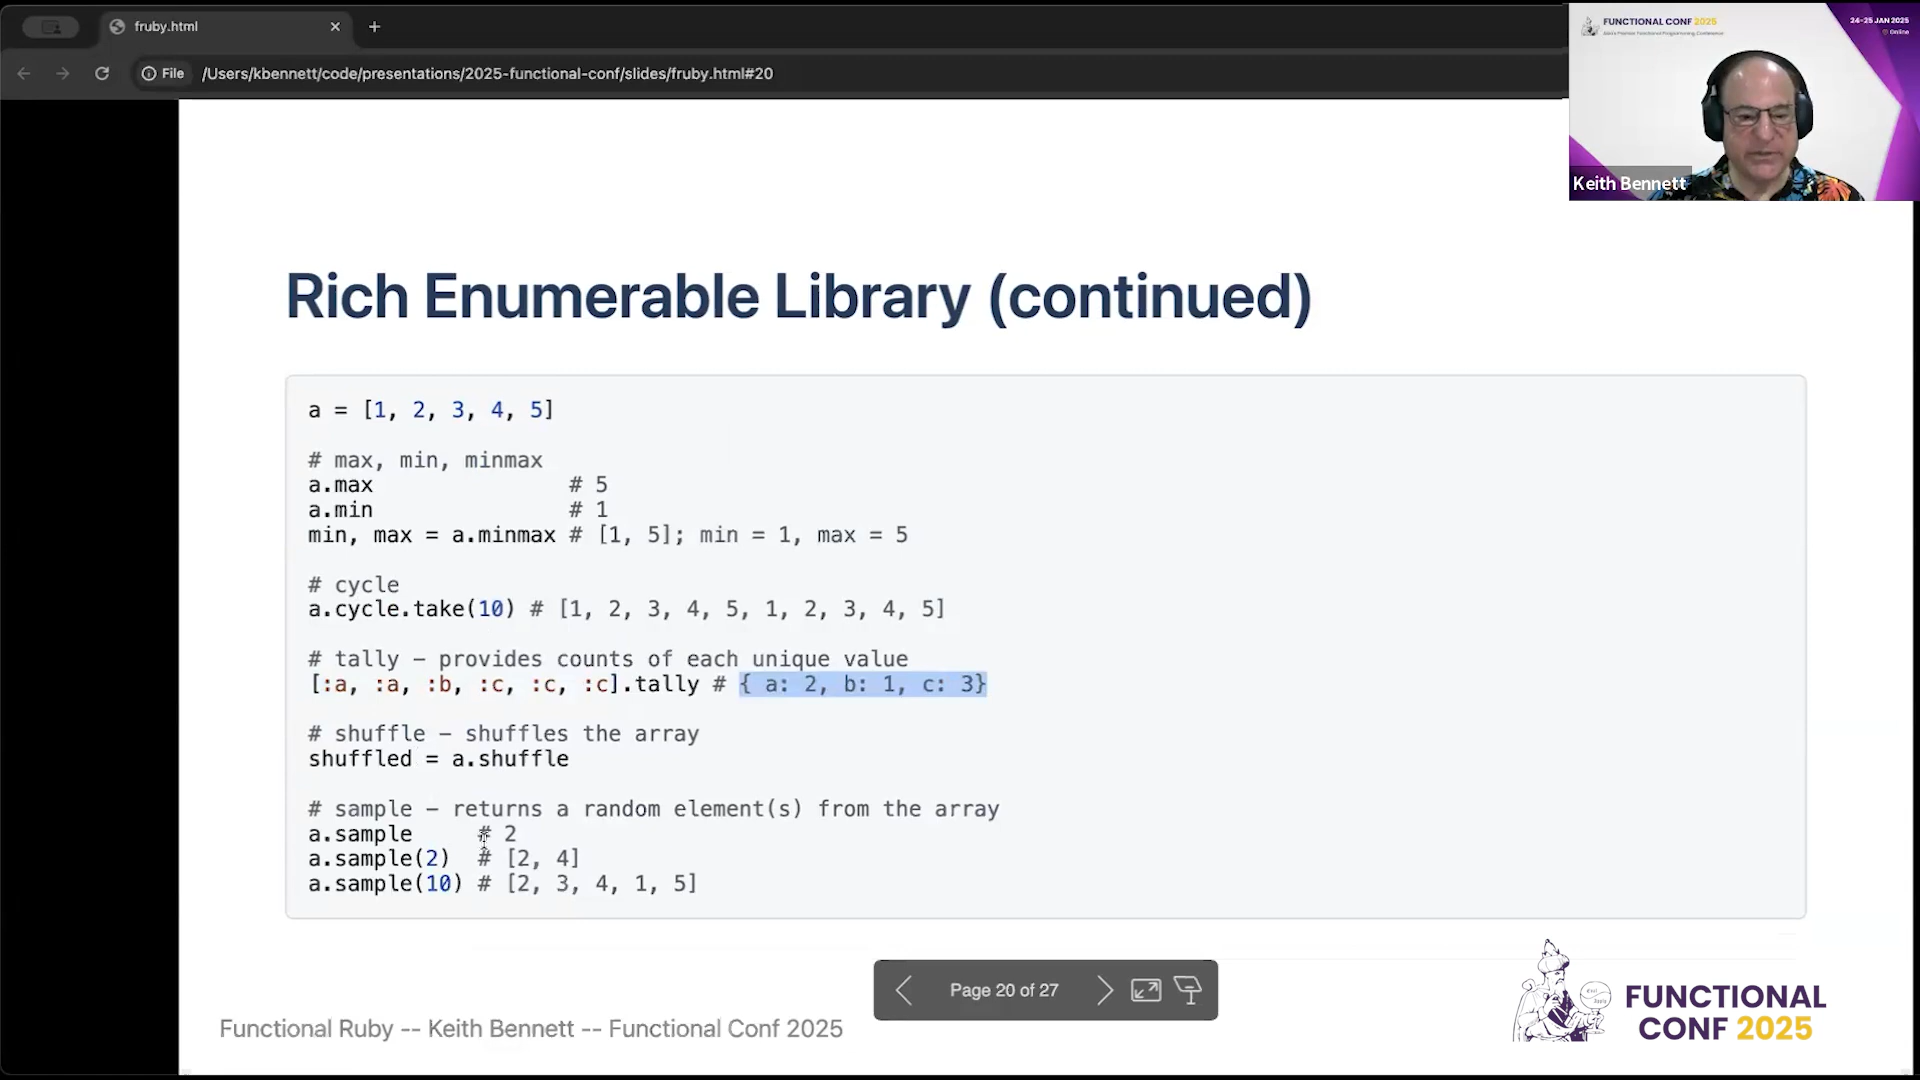 fruby.html
File /Users/kbennett/code/presentations/2025-functional-conf/slides/fruby.html#20
FUNCTIONAL CONF 2025
24-25 JAN 2025
Online
Keith Bennett
Rich Enumerable Library (continued)
a = [1, 2, 3, 4, 5]
# max, min, minmax
a.max # 5
a.min # 1
min, max = a.minmax # [1, 5]; min = 1, max = 5
# cycle
a.cycle.take(10) # [1, 2, 3, 4, 5, 1, 2, 3, 4, 5]
# tally – provides counts of each unique value
[:a, :a, :b, :c, :c, :c].tally # { a: 2, b: 1, c: 3}
# shuffle – shuffles the array
shuffled = a.shuffle
# sample – returns a random element(s) from the array
a.sample # 2
a.sample(2) # [2, 4]
a.sample(10) # [2, 3, 4, 1, 5]
Page 20 of 27
Functional Ruby -- Keith Bennett -- Functional Conf 2025
FUNCTIONAL
CONF 2025